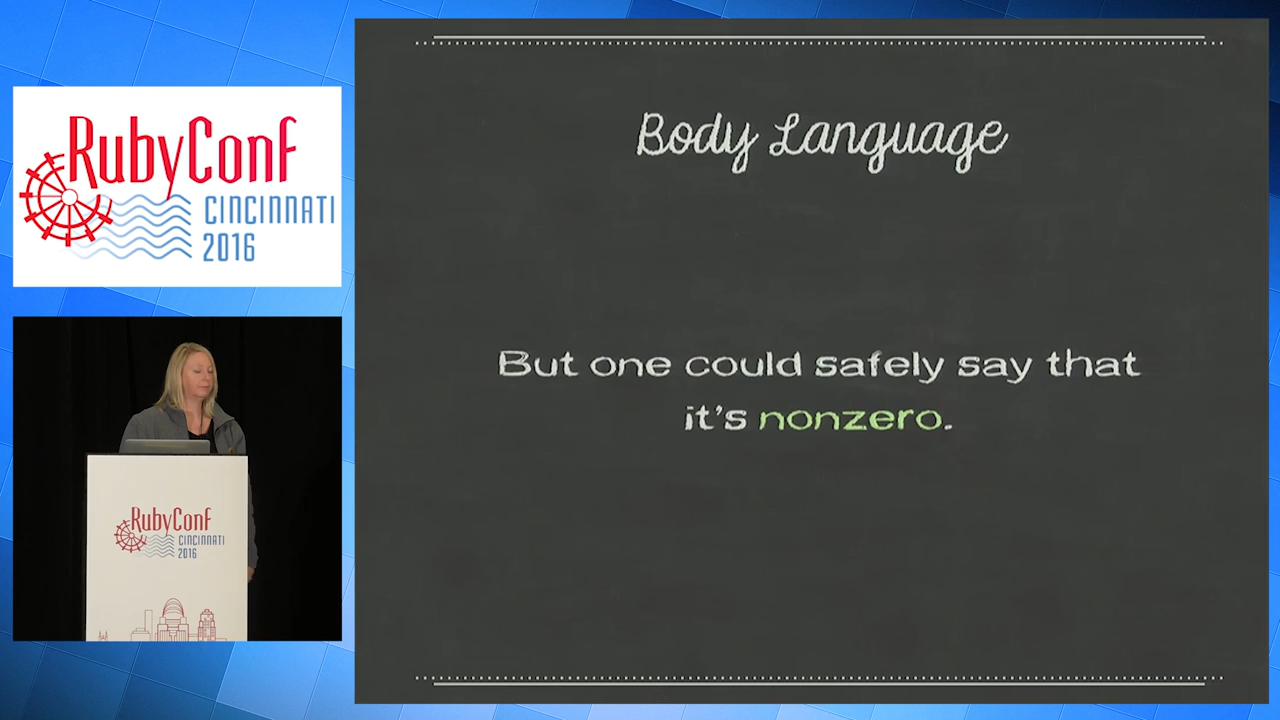 RubyConf
CINCINNATI
2016
Body Language
But one could safely say that
it's nonzero.
RubyConf
CINCINNATI
2016